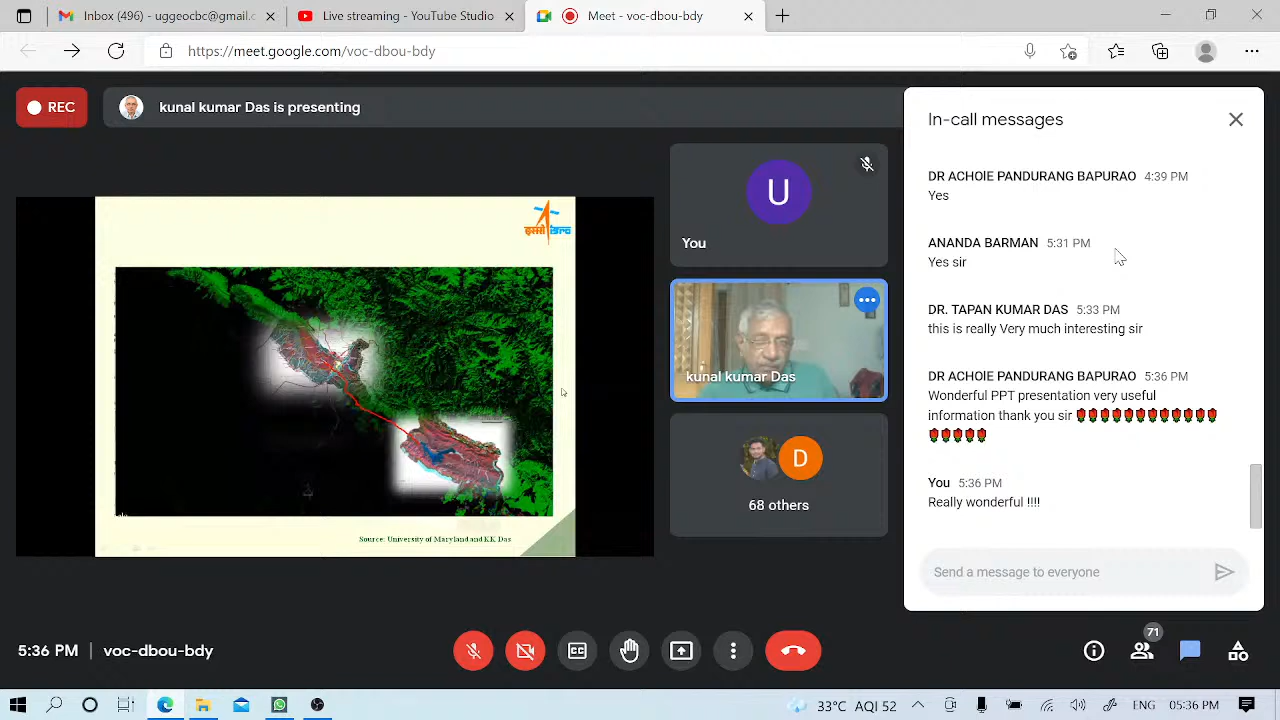 Inbox (496) - uggeocb@gmail.c
Live streaming - YouTube Studio
Meet - voc-dbou-bdy
https://meet.google.com/voc-dbou-bdy
REC
kunal kumar Das is presenting
इसरो isro
Source: University of Maryland and KK Das
U
You
kunal kumar Das
D
68 others
In-call messages
DR ACHOlE PANDURANG BAPURAO 4:39 PM
Yes
ANANDA BARMAN 5:31 PM
Yes sir
DR. TAPAN KUMAR DAS 5:33 PM
this is really Very much interesting sir
DR ACHOlE PANDURANG BAPURAO 5:36 PM
Wonderful PPT presentation very useful
information thank you sir 🌹🌹🌹🌹🌹🌹🌹🌹🌹🌹🌹🌹
🌹🌹🌹🌹🌹
You 5:36 PM
Really wonderful !!!!
Send a message to everyone
5:36 PM | voc-dbou-bdy
71
33°C AQI 52
ENG
05:36 PM